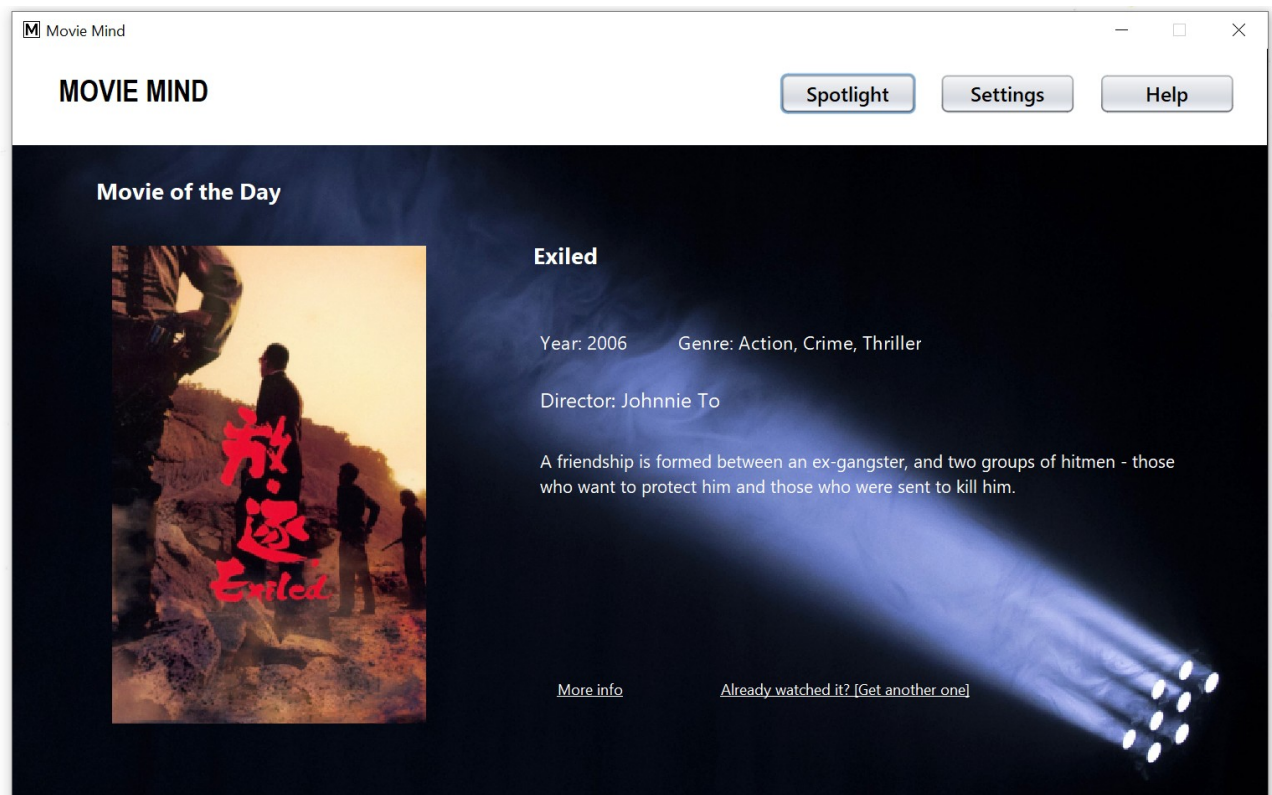 M Movie Mind
MOVIE MIND
Spotlight
Settings
Help
Movie of the Day
放・逐
Exiled
Exiled
Year: 2006
Genre: Action, Crime, Thriller
Director: Johnnie To
A friendship is formed between an ex-gangster, and two groups of hitmen - those
who want to protect him and those who were sent to kill him.
More info
Already watched it? [Get another one]